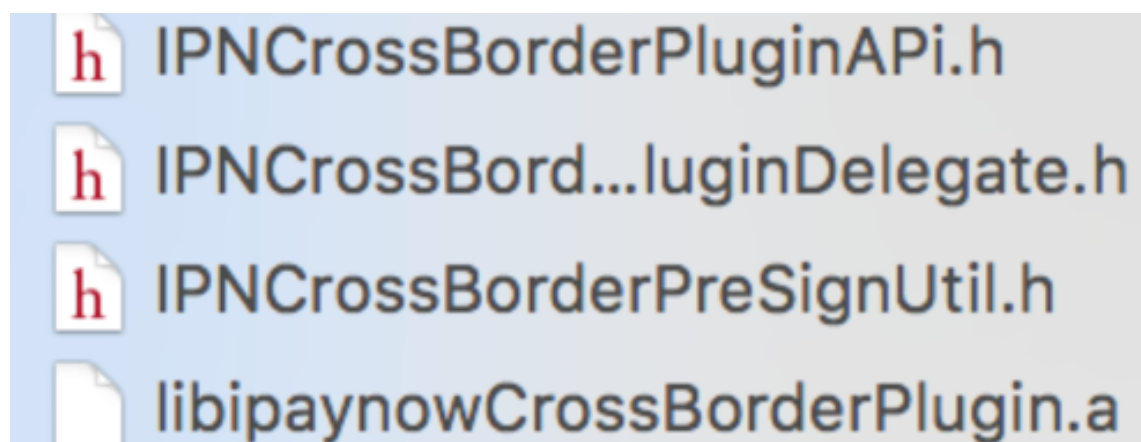 h IPNCrossBorderPluginAPi.h
h IPNCrossBord...luginDelegate.h
h IPNCrossBorderPreSignUtil.h
libipaynowCrossBorderPlugin.a